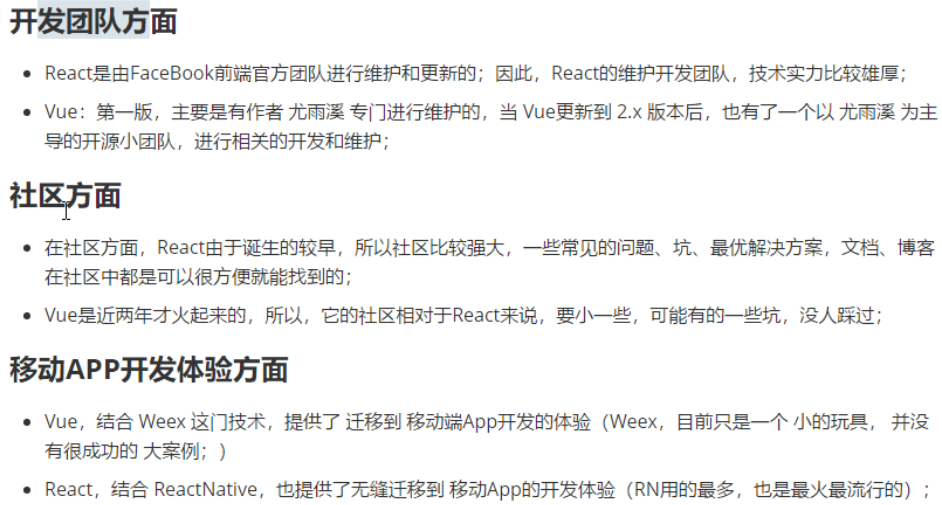 开发团队方面
React是由FaceBook前端官方团队进行维护和更新的；因此，React的维护开发团队，技术实力比较雄厚；
Vue：第一版，主要是有作者 尤雨溪 专门进行维护的，当 Vue更新到 2.x 版本后，也有了一个以 尤雨溪 为主
导的开源小团队，进行相关的开发和维护；
社区方面
在社区方面，React由于诞生的较早，所以社区比较强大，一些常见的问题、坑、最优解决方案，文档、博客
在社区中都是可以很方便就能找到的；
Vue是近两年才火起来的，所以，它的社区相对于React来说，要小一些，可能有的一些坑，没人踩过；
移动APP开发体验方面
Vue，结合 Weex 这门技术，提供了 迁移到 移动端App开发的体验（Weex，目前只是一个 小的玩具， 并没
有很成功的 大案例；）
React，结合 ReactNative，也提供了无缝迁移到 移动App的开发体验（RN用的最多，也是最火最流行的）；